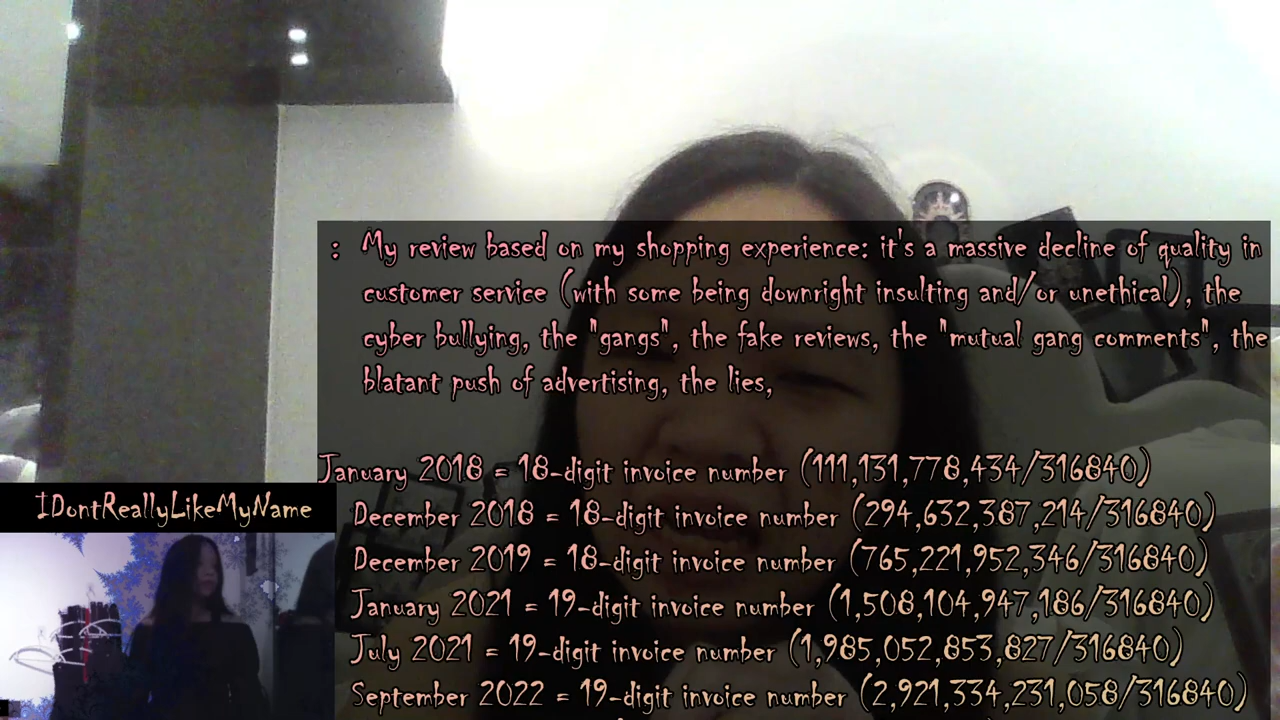 : My review based on my shopping experience: it's a massive decline of quality in
customer service (with some being downright insulting and/or unethical), the
cyber bullying, the "gangs", the fake reviews, the "mutual gang comments", the
blatant push of advertising, the lies,
January 2018 = 18-digit invoice number (111,131,778,434/316840)
IDontReallyLikeMyName
December 2018 = 18-digit invoice number (294,632,387,214/316840)
December 2019 = 18-digit invoice number (765,221,952,346/316840)
January 2021 = 19-digit invoice number (1,508,104,947,186/316840)
July 2021 = 19-digit invoice number (1,985,052,853,827/316840)
September 2022 = 19-digit invoice number (2,921,334,231,058/316840)